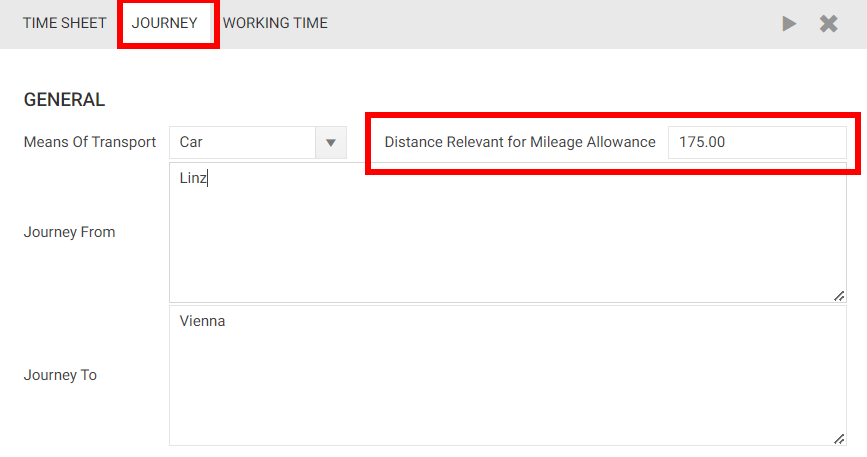 TIME SHEET JOURNEY WORKING TIME
GENERAL
Means Of Transport Car Distance Relevant for Mileage Allowance 175.00
Journey From Linz
Journey To Vienna